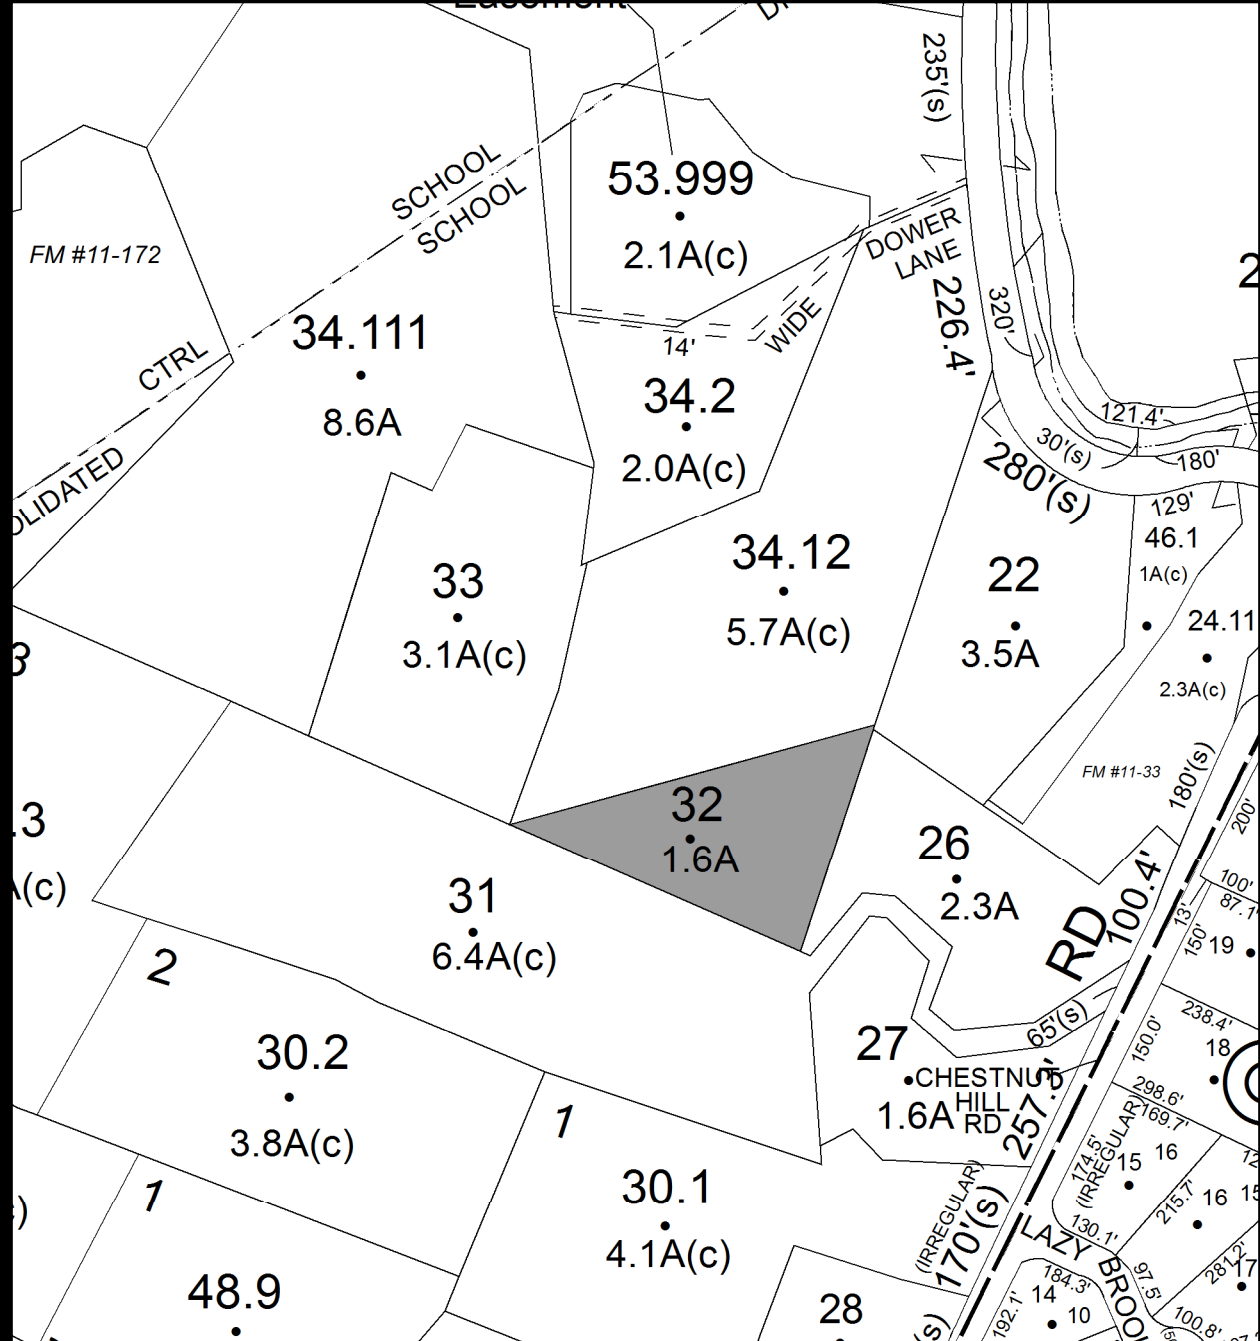 Easement
235'(s)
SCHOOL
SCHOOL
53.999
2.1A(c)
FM #11-172
DOWER
LANE
226.4'
320'
34.111
8.6A
CTRL
WIDE
14'
34.2
2.0A(c)
121.4'
30'(s)
180'
280'(s)
129'
46.1
1A(c)
34.12
5.7A(c)
33
3.1A(c)
22
3.5A
24.11
2.3A(c)
3
FM #11-33
180'(s)
200'
32
1.6A
.3
26
2.3A
100.4'
RD
100'
87.1'
13'
150'
19
31
6.4A(c)
2
238.4'
65'(s)
150.0'
18
27
1.6A
CHESTNUT
HILL
RD
257.3'
298.6'
169.7'
30.2
3.8A(c)
1
174.5'
(IRREGULAR)
15
16
1
30.1
4.1A(c)
(IRREGULAR)
170'(s)
215.7'
16
15
130.1'
LAZY
281.2'
17
48.9
28
184.3'
97.5'
192.1'
14
10
100.8'